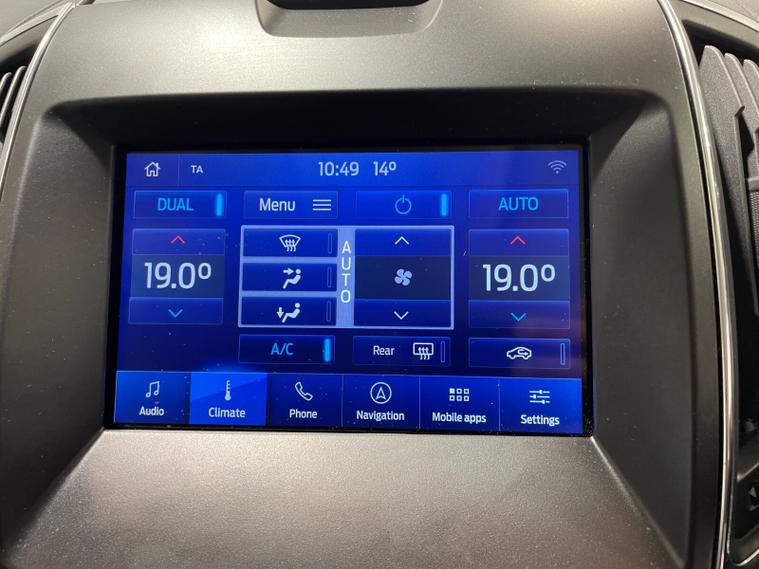 TA 10:49 14º
DUAL Menu AUTO
19.0º AUTO 19.0º
A/C Rear
Audio Climate Phone Navigation Mobile apps Settings